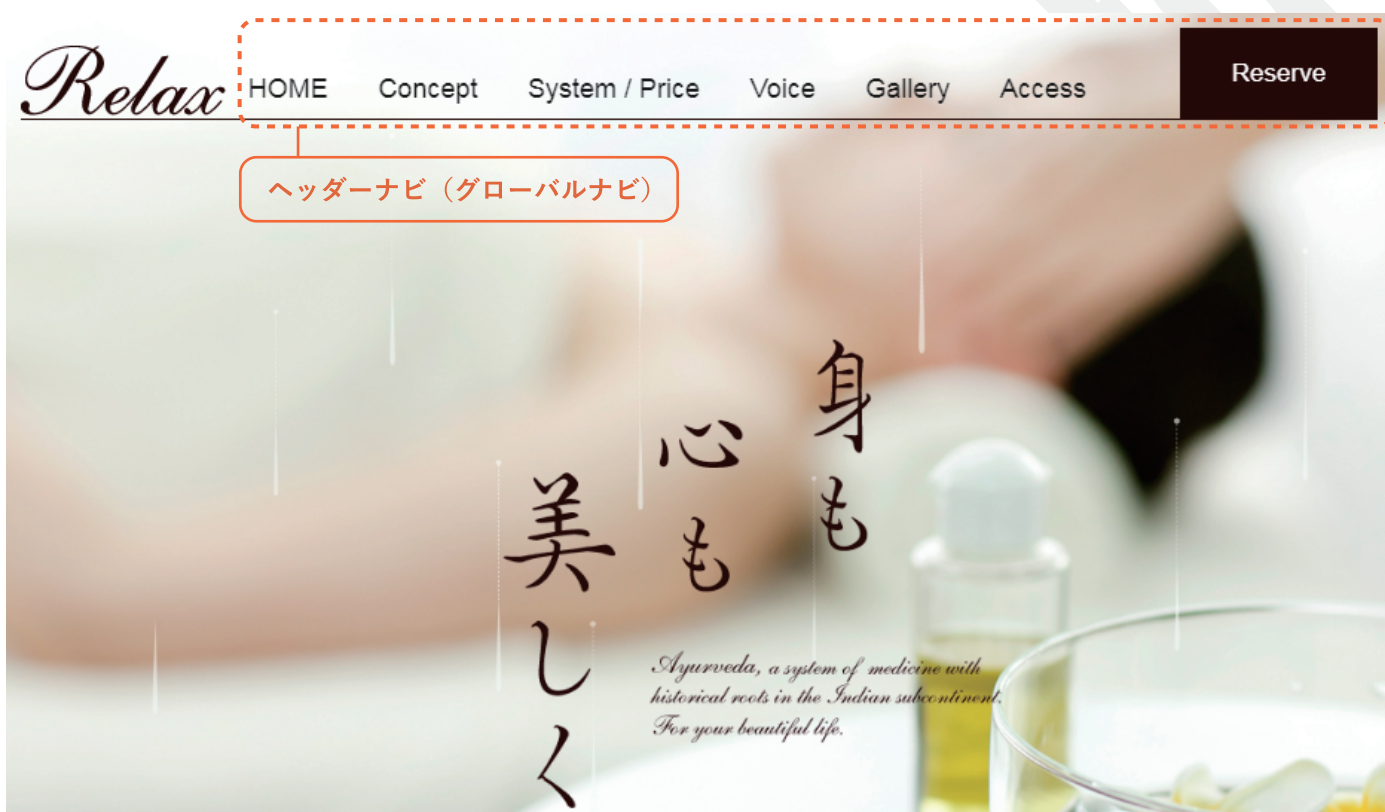 Relax
HOME Concept System / Price Voice Gallery Access Reserve
ヘッダーナビ（グローバルナビ）
身も
心も
美しく
Ayurveda, a system of medicine with
historical roots in the Indian subcontinent.
For your beautiful life.